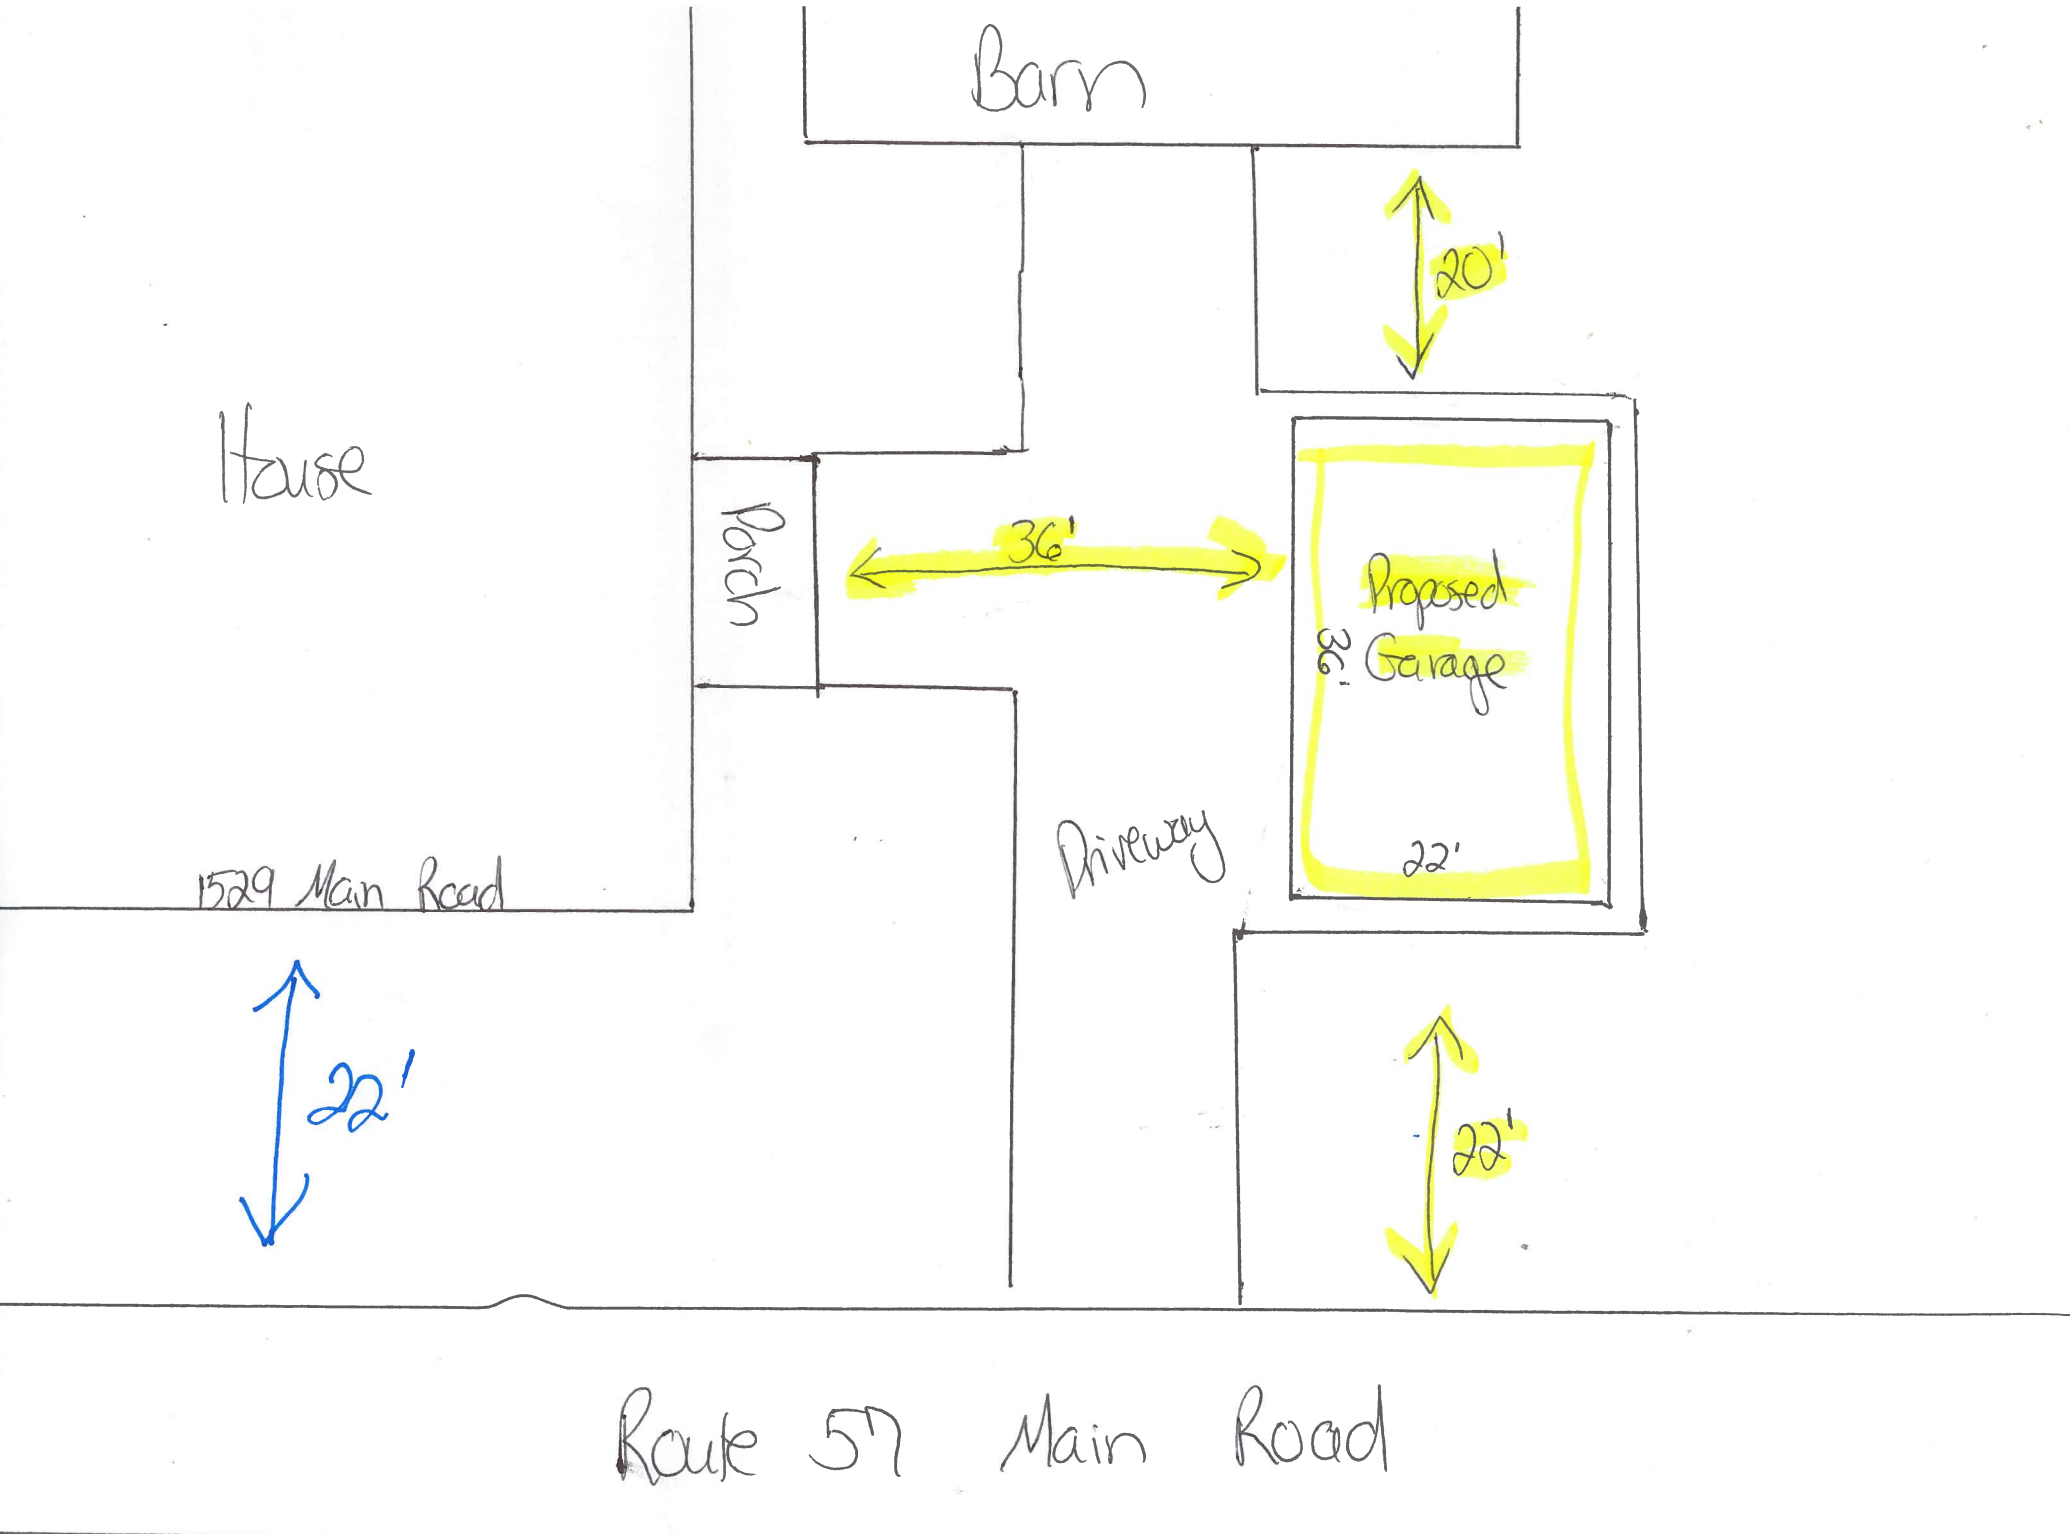 Barn
20'
House
Porch
36'
Proposed
Garage
36'
22'
Driveway
1529 Main Road
22'
22'
Route 57 Main Road